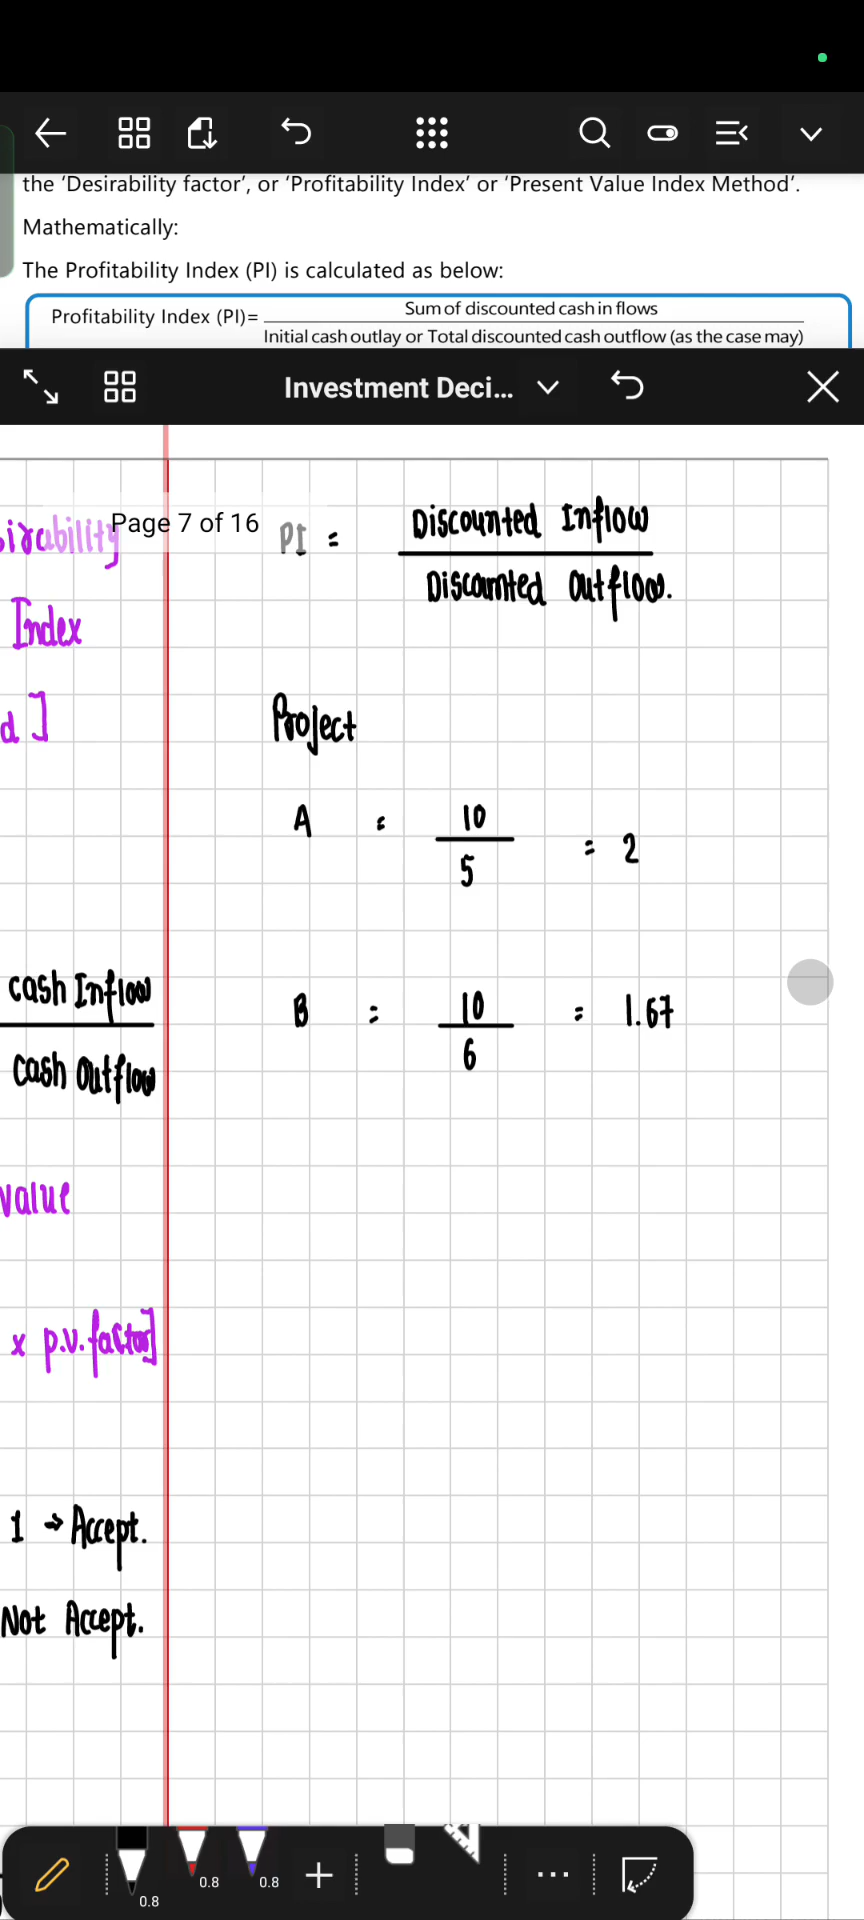 the ‘Desirability factor’, or ‘Profitability Index’ or ‘Present Value Index Method’.
Mathematically:
The Profitability Index (PI) is calculated as below:
Profitability Index (PI)= Sum of discounted cash in flows
Initial cash outlay or Total discounted cash outflow (as the case may)
Investment Deci...
Page 7 of 16
PI = Discounted Inflow
Discounted Outflow.
Index
d ]
Project
A = 10
5
= 2
cash Inflow
cash Outflow
B = 10
6
= 1.67
value
x p.v. factor]
1 ⇒ Accept.
Not Accept.
0.8
0.8
0.8